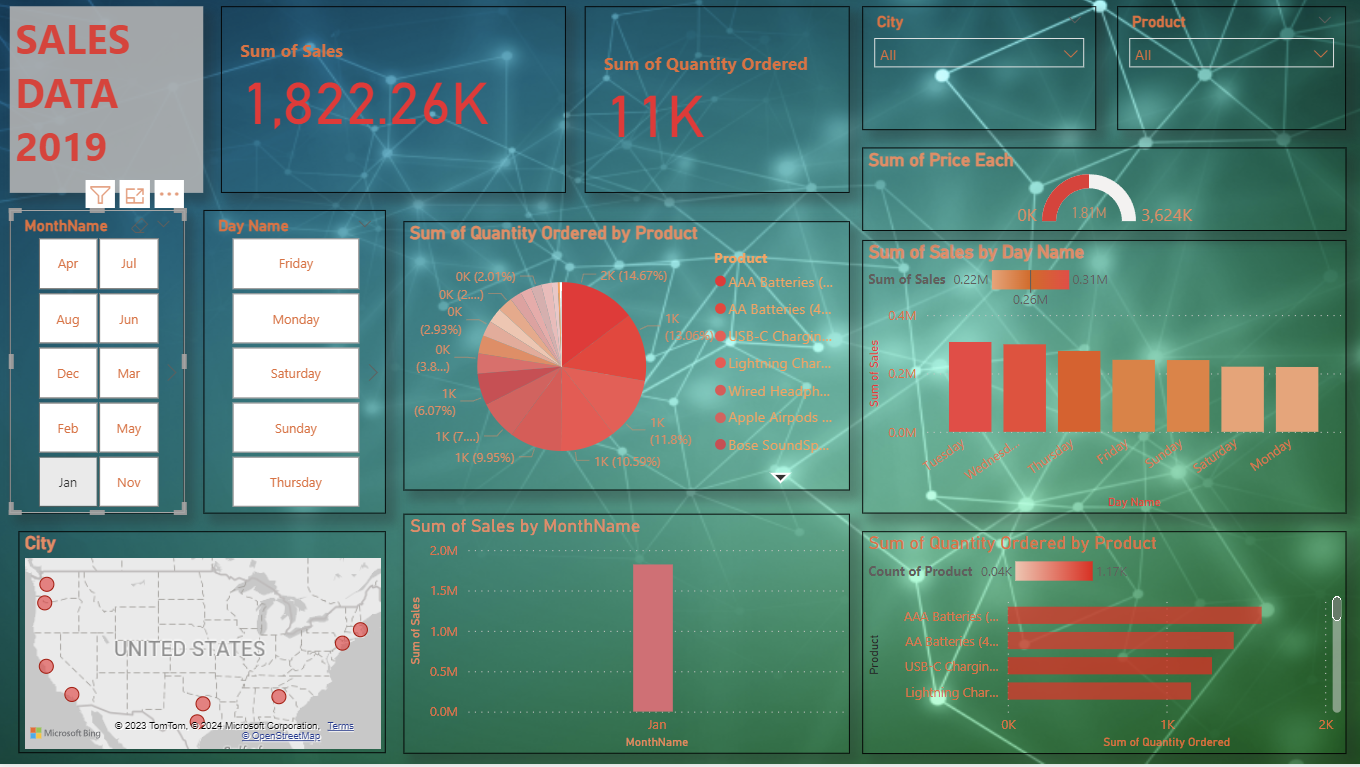 SALES
DATA
2019
Sum of Sales
1,822.26K
Sum of Quantity Ordered
11K
City
All
Product
All
Sum of Price Each
0K
1.81M
3,624K
MonthName
Apr
Jul
Aug
Jun
Dec
Mar
Feb
May
Jan
Nov
Day Name
Friday
Monday
Saturday
Sunday
Thursday
Sum of Quantity Ordered by Product
2K (14.67%)
1K
(13.06%)
1K
(11.8%)
1K (10.59%)
1K (9.95%)
1K (7....)
1K
(6.07%)
0K
(3.8...)
0K
(2.93%)
0K (2....)
0K (2.01%)
Product
AAA Batteries (...
AA Batteries (4...
USB-C Chargin...
Lightning Char...
Wired Headph...
Apple Airpods ...
Bose SoundSp...
Sum of Sales by Day Name
Sum of Sales 0.22M 0.31M
0.26M
0.4M
0.2M
0.0M
Sum of Sales
Tuesday
Wednesd...
Thursday
Friday
Sunday
Saturday
Monday
Day Name
City
UNITED STATES
Microsoft Bing
© 2023 TomTom, © 2024 Microsoft Corporation, Terms
© OpenStreetMap
Sum of Sales by MonthName
2.0M
1.5M
1.0M
0.5M
0.0M
Sum of Sales
Jan
MonthName
Sum of Quantity Ordered by Product
Count of Product 0.04K 1.17K
Product
AAA Batteries (...
AA Batteries (4...
USB-C Chargin...
Lightning Char...
0K
1K
2K
Sum of Quantity Ordered